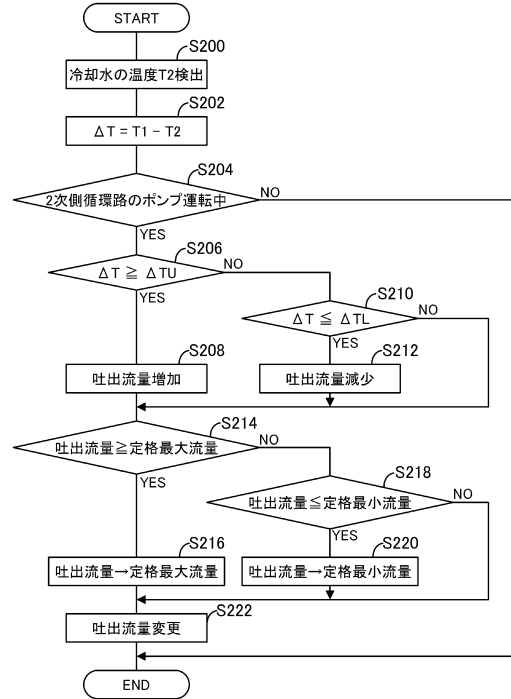 START
S200
冷却水の温度T2検出
S202
ΔT = T1 - T2
S204
2次側循環路のポンプ運転中
NO
YES
S206
ΔT ≧ ΔTU
NO
YES
S210
ΔT ≦ ΔTL
NO
YES
S208
吐出流量増加
S212
吐出流量減少
S214
吐出流量≧定格最大流量
NO
YES
S218
吐出流量≦定格最小流量
NO
YES
S216
吐出流量→定格最大流量
S220
吐出流量→定格最小流量
S222
吐出流量変更
END